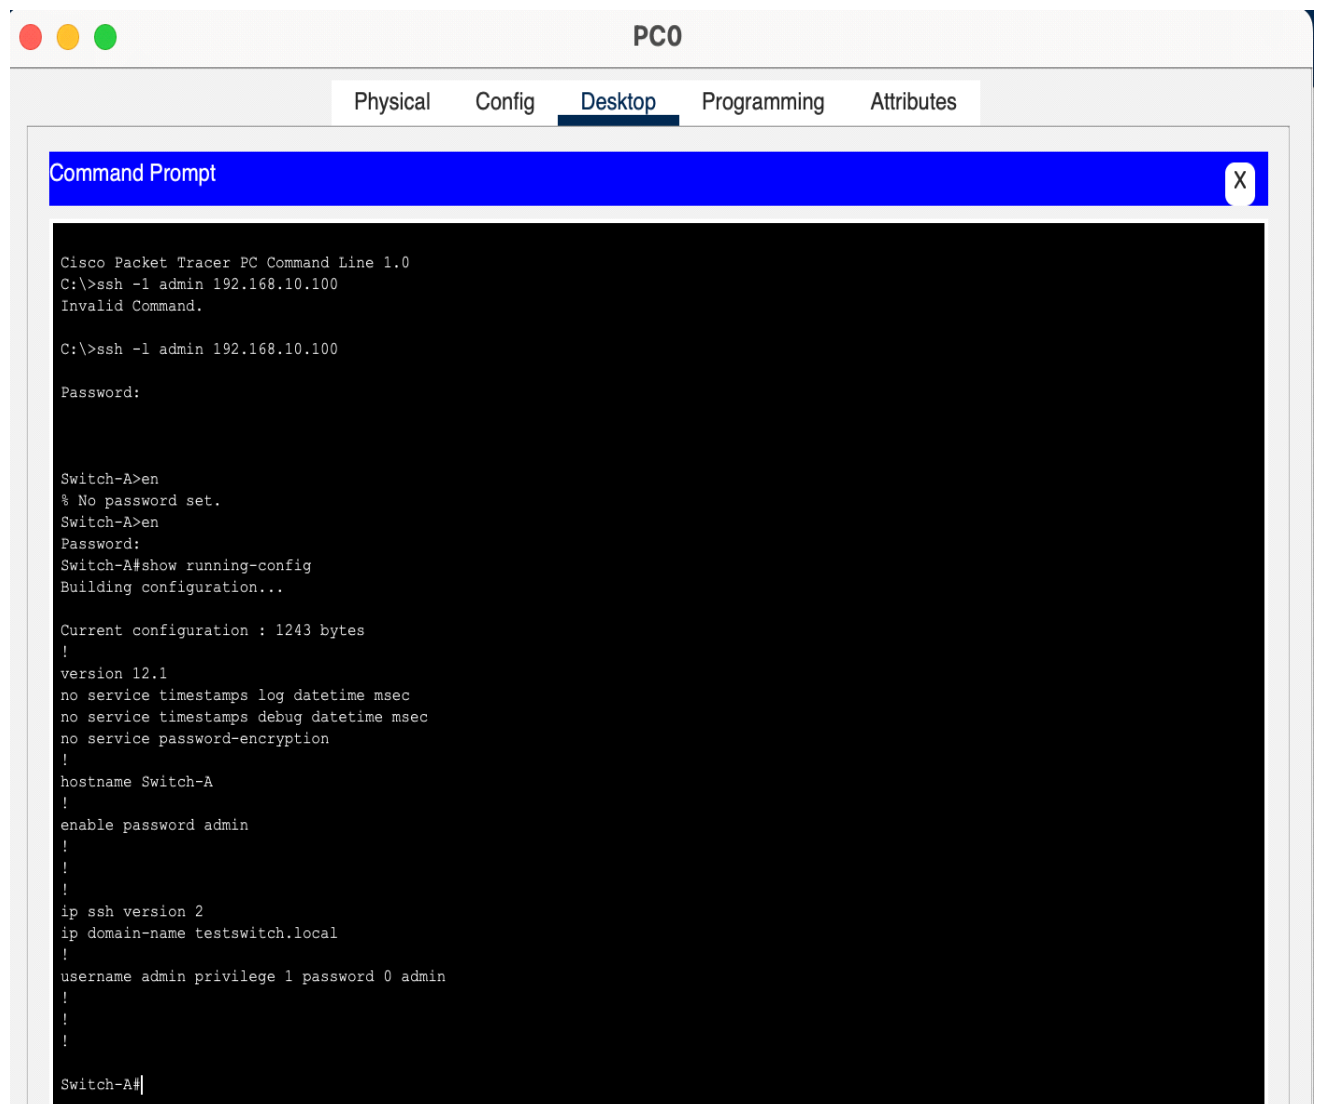 PC0
Physical Config Desktop Programming Attributes
Command Prompt
X
Cisco Packet Tracer PC Command Line 1.0
C:\>ssh -1 admin 192.168.10.100
Invalid Command.
C:\>ssh -l admin 192.168.10.100
Password:
Switch-A>en
% No password set.
Switch-A>en
Password:
Switch-A#show running-config
Building configuration...
Current configuration : 1243 bytes
!
version 12.1
no service timestamps log datetime msec
no service timestamps debug datetime msec
no service password-encryption
!
hostname Switch-A
!
enable password admin
!
!
!
ip ssh version 2
ip domain-name testswitch.local
!
username admin privilege 1 password 0 admin
!
!
!
Switch-A#